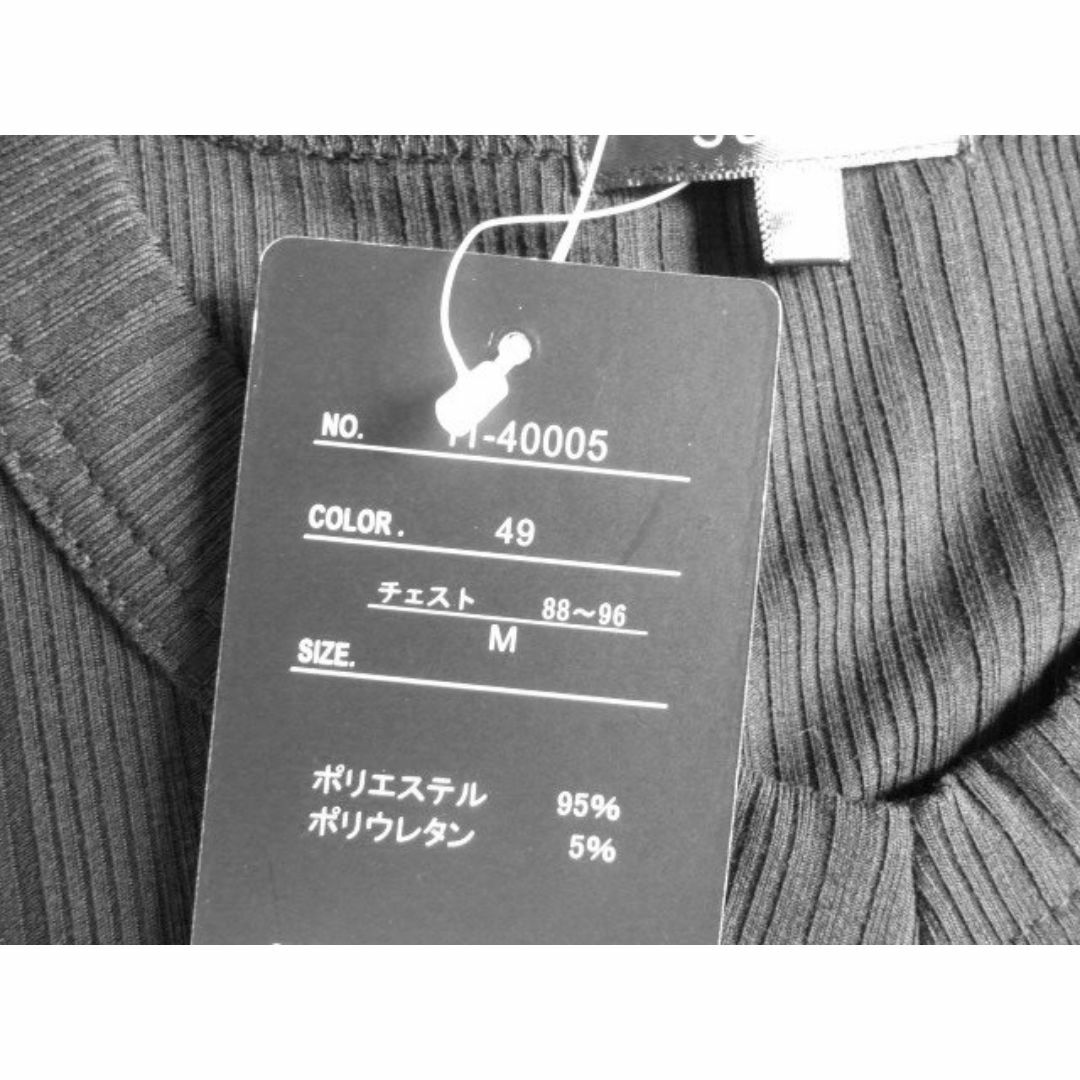 NO. 11-40005
COLOR. 49
チェスト 88～96
M
SIZE.
ポリエステル 95%
ポリウレタン 5%